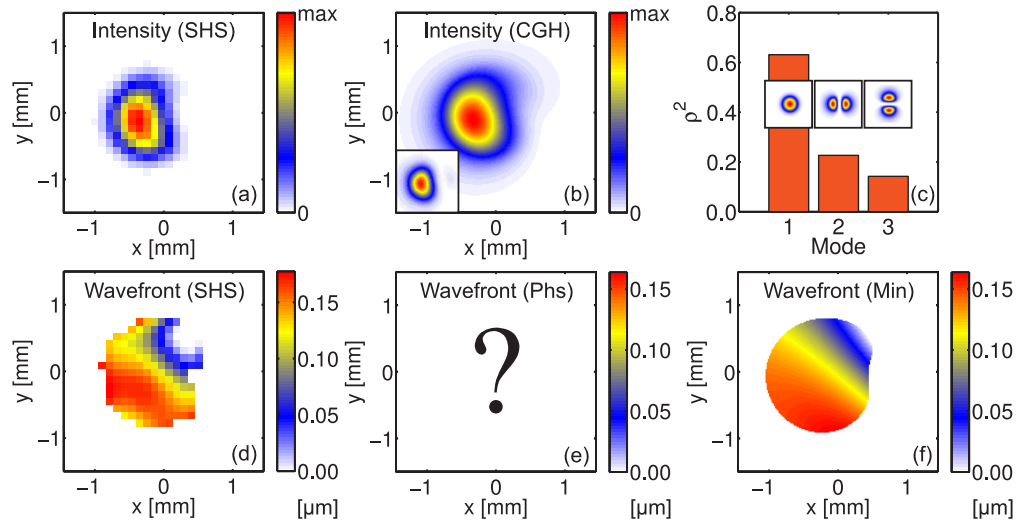 Intensity (SHS)
max
0
y [mm]
1
0
−1
−1
0
1
x [mm]
(a)
Intensity (CGH)
max
0
y [mm]
1
0
−1
−1
0
1
x [mm]
(b)
ρ²
0.8
0.6
0.4
0.2
0.0
1
2
3
Mode
(c)
Wavefront (SHS)
0.15
0.10
0.05
0.00
[µm]
y [mm]
1
0
−1
−1
0
1
x [mm]
(d)
Wavefront (Phs)
?
0.15
0.10
0.05
0.00
[µm]
y [mm]
1
0
−1
−1
0
1
x [mm]
(e)
Wavefront (Min)
0.15
0.10
0.05
0.00
[µm]
y [mm]
1
0
−1
−1
0
1
x [mm]
(f)